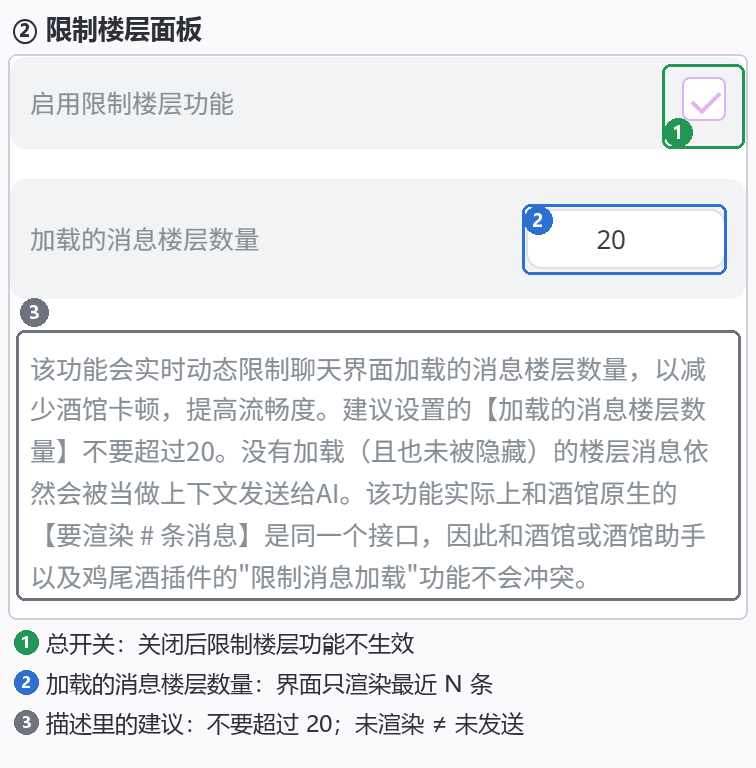 ② 限制楼层面板
启用限制楼层功能
1
加载的消息楼层数量
2
20
3
该功能会实时动态限制聊天界面加载的消息楼层数量，以减
少酒馆卡顿，提高流畅度。建议设置的【加载的消息楼层数
量】不要超过20。没有加载（且也未被隐藏）的楼层消息依
然会被当做上下文发送给AI。该功能实际上和酒馆原生的
【要渲染 # 条消息】是同一个接口，因此和酒馆或酒馆助手
以及鸡尾酒插件的"限制消息加载"功能不会冲突。
1 总开关：关闭后限制楼层功能不生效
2 加载的消息楼层数量：界面只渲染最近 N 条
3 描述里的建议：不要超过 20；未渲染 ≠ 未发送